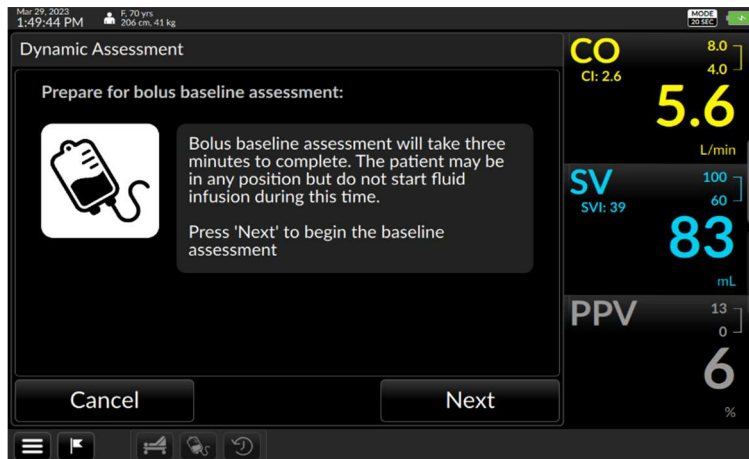 Mar 29, 2023
1:49:44 PM
F, 70 yrs
206 cm, 41 kg
MODE
20 SEC
Dynamic Assessment
Prepare for bolus baseline assessment:
Bolus baseline assessment will take three
minutes to complete. The patient may be
in any position but do not start fluid
infusion during this time.
Press 'Next' to begin the baseline
assessment
Cancel
Next
CO
CI: 2.6
8.0
4.0
5.6
L/min
SV
SVI: 39
100
60
83
mL
PPV
13
0
6
%